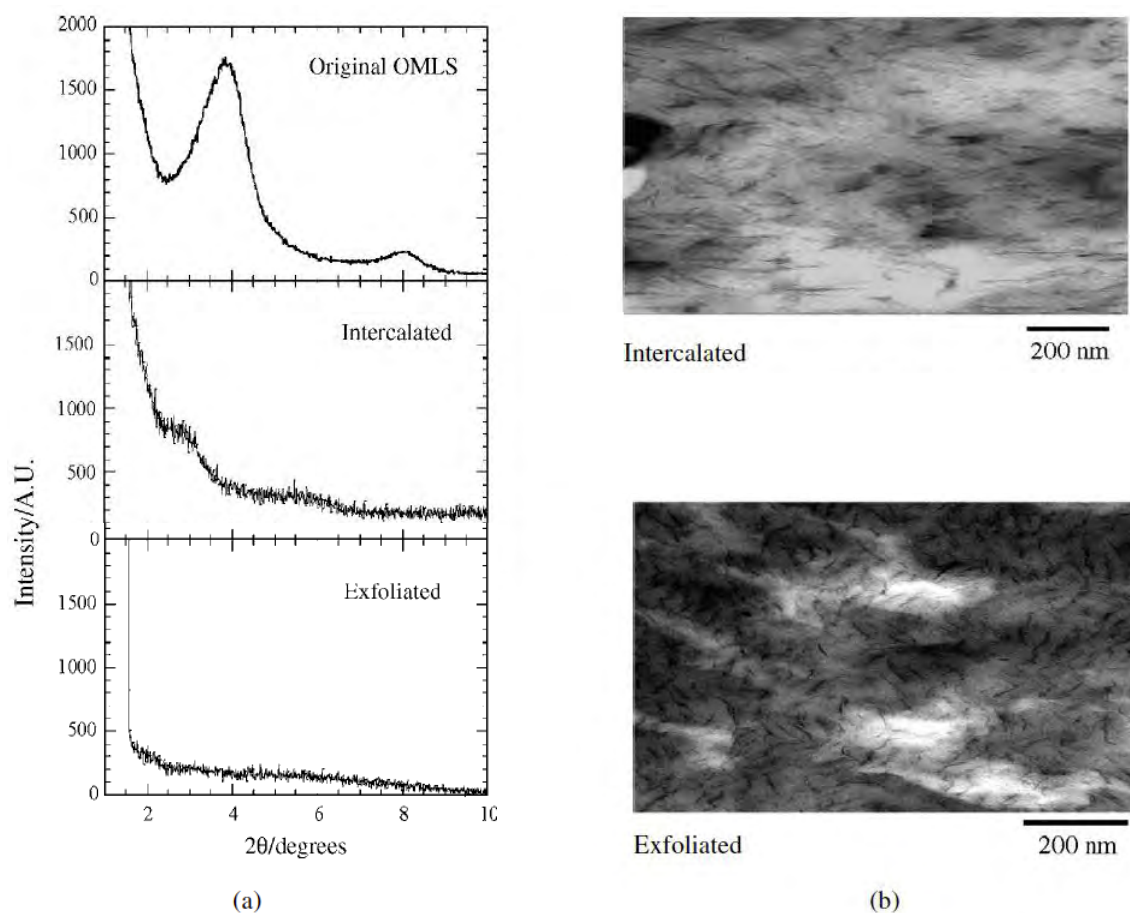 Intensity/A.U.
2000
1500
1000
500
0
Original OMLS
1500
1000
500
0
Intercalated
1500
1000
500
0
Exfoliated
2 4 6 8 10
2θ/degrees
(a)
Intercalated
200 nm
Exfoliated
200 nm
(b)